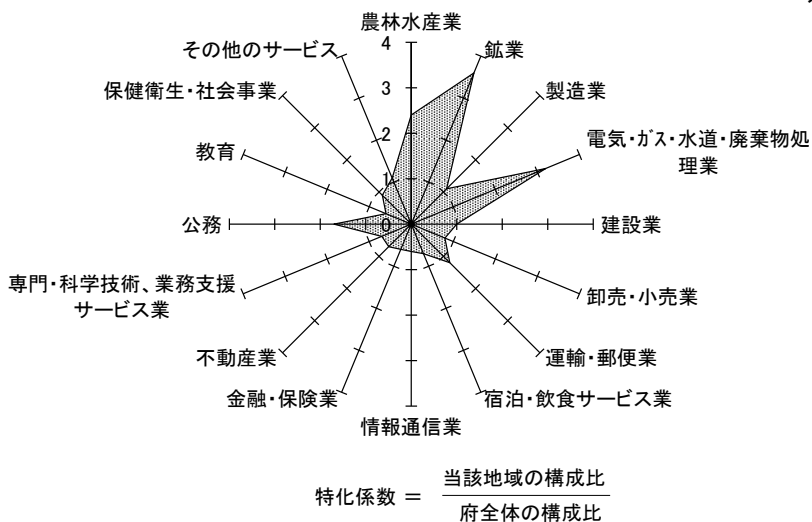 農林水産業
鉱業
製造業
電気・ｶﾞｽ・水道・廃棄物処
理業
建設業
卸売・小売業
運輸・郵便業
宿泊・飲食サービス業
情報通信業
金融・保険業
不動産業
専門・科学技術、業務支援
サービス業
公務
教育
保健衛生・社会事業
その他のサービス
4
3
2
1
0
特化係数 ＝ 当該地域の構成比
府全体の構成比